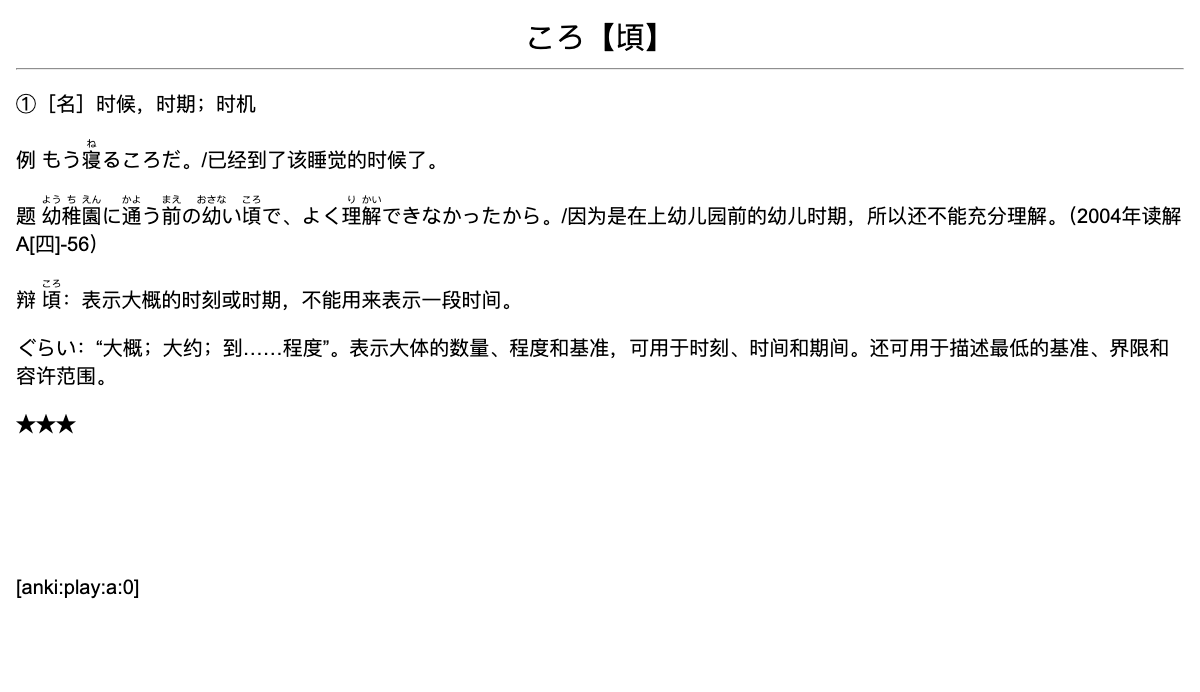 ころ【頃】
①［名］时候，时期；时机
ね
例 もう寝るころだ。/已经到了该睡觉的时候了。
よう ち えん かよ まえ おさな ころ り かい
题 幼稚園に通う前の幼い頃で、よく理解できなかったから。/因为是在上幼儿园前的幼儿时期，所以还不能充分理解。（2004年读解
A[四]-56）
ころ
辩 頃：表示大概的时刻或时期，不能用来表示一段时间。
ぐらい：“大概；大约；到……程度”。表示大体的数量、程度和基准，可用于时刻、时间和期间。还可用于描述最低的基准、界限和
容许范围。
★★★
[anki:play:a:0]